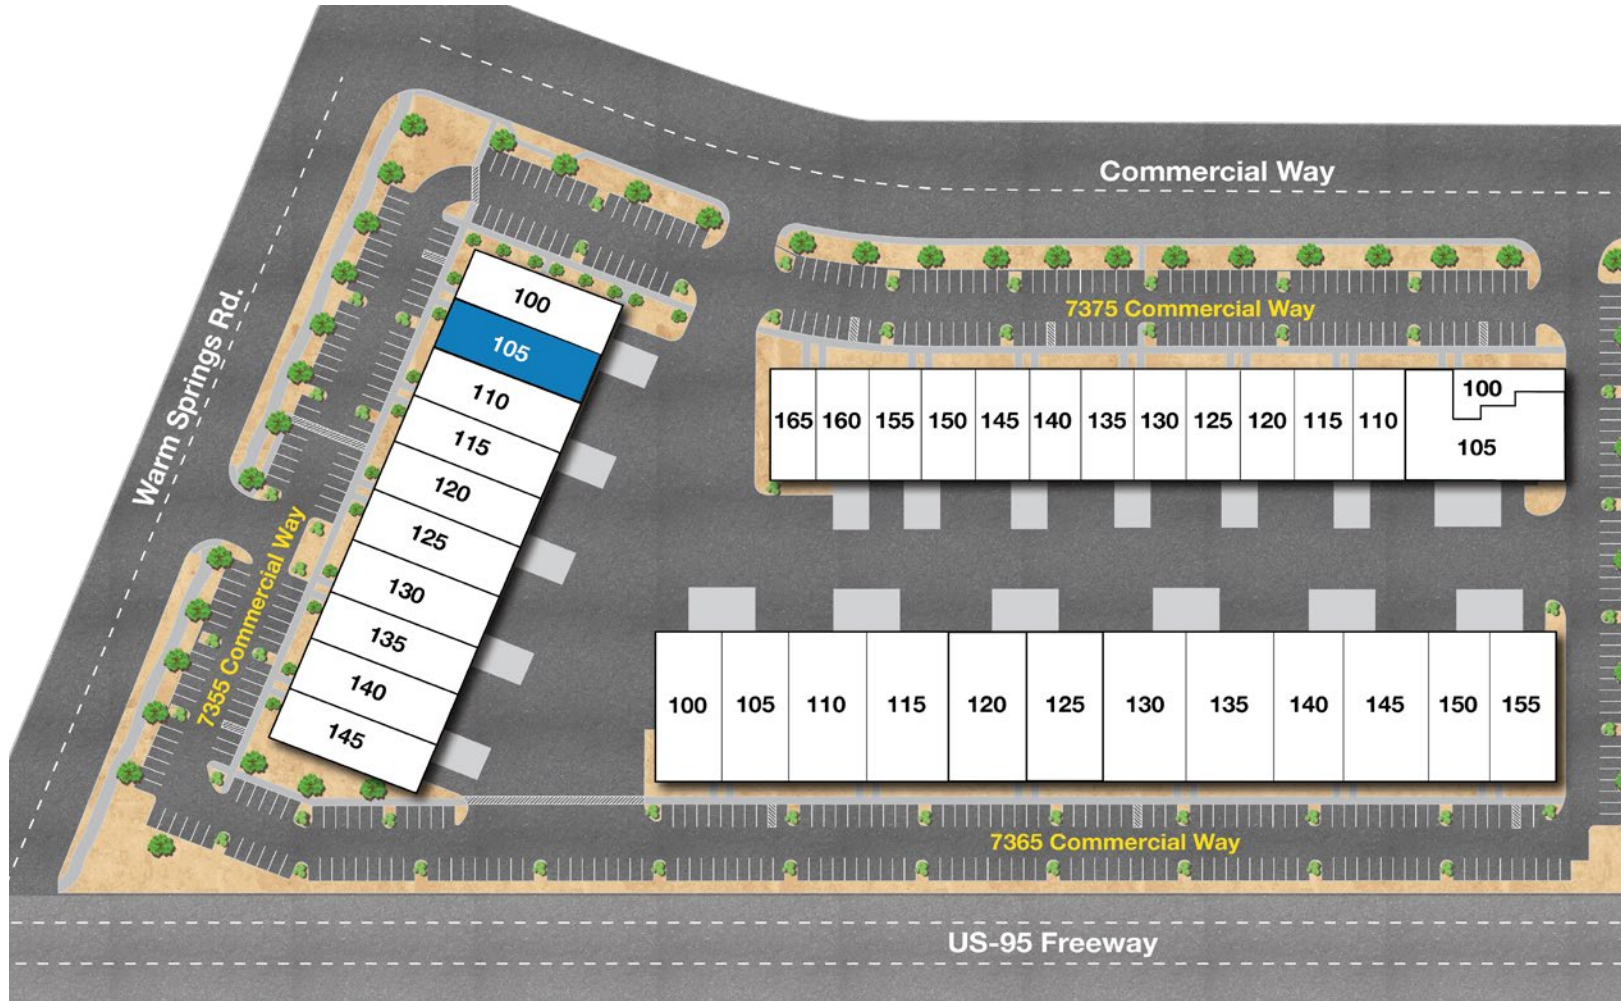 Commercial Way
Warm Springs Rd.
7375 Commercial Way
100
105
110
115
120
125
130
135
140
145
165 160 155 150 145 140 135 130 125 120 115 110 100
105
7355 Commercial Way
100 105 110 115 120 125 130 135 140 145 150 155
7365 Commercial Way
US-95 Freeway